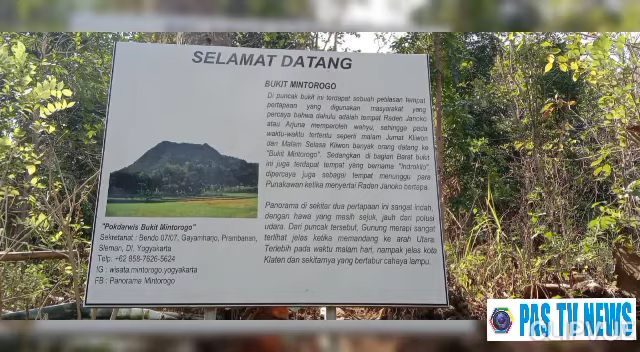 SELAMAT DATANG
BUKIT MINTOROGO
Di puncak bukit ini terdapat sebuah petilasan tempat
pertapaan yang digunakan masyarakat yang
percaya bahwa dahulu adalah tempat Raden Janoko
atau Arjuna memperoleh wahyu, sehingga pada
waktu-waktu tertentu seperti malam Jumat Kliwon
dan Malam Selasa Kliwon banyak orang datang ke
"Bukit Mintorogo". Sedangkan di bagian Barat bukit
ini juga terdapat tempat yang bernama "Indrokilo"
dipercaya juga sebagai tempat menunggu para
Punakawan ketika menyertai Raden Janoko bertapa.
Panorama di sekitar dua pertapaan ini sangat indah,
dengan hawa yang masih sejuk, jauh dari polusi
udara. Dari puncak tersebut, Gunung merapi sangat
terlihat jelas ketika memandang ke arah Utara.
Terlebih pada waktu malam hari, nampak jelas kota
Klaten dan sekitarnya yang bertabur cahaya lampu.
"Pokdarwis Bukit Mintorogo"
Sekretariat : Bendo 07/07, Gayamharjo, Prambanan,
Sleman, DI. Yogyakarta
Telp. +62 858-7626-5624
IG : wisata.mintorogo.yogyakarta
FB : Panorama Mintorogo
PAS TV NEWS
CLIPVUE